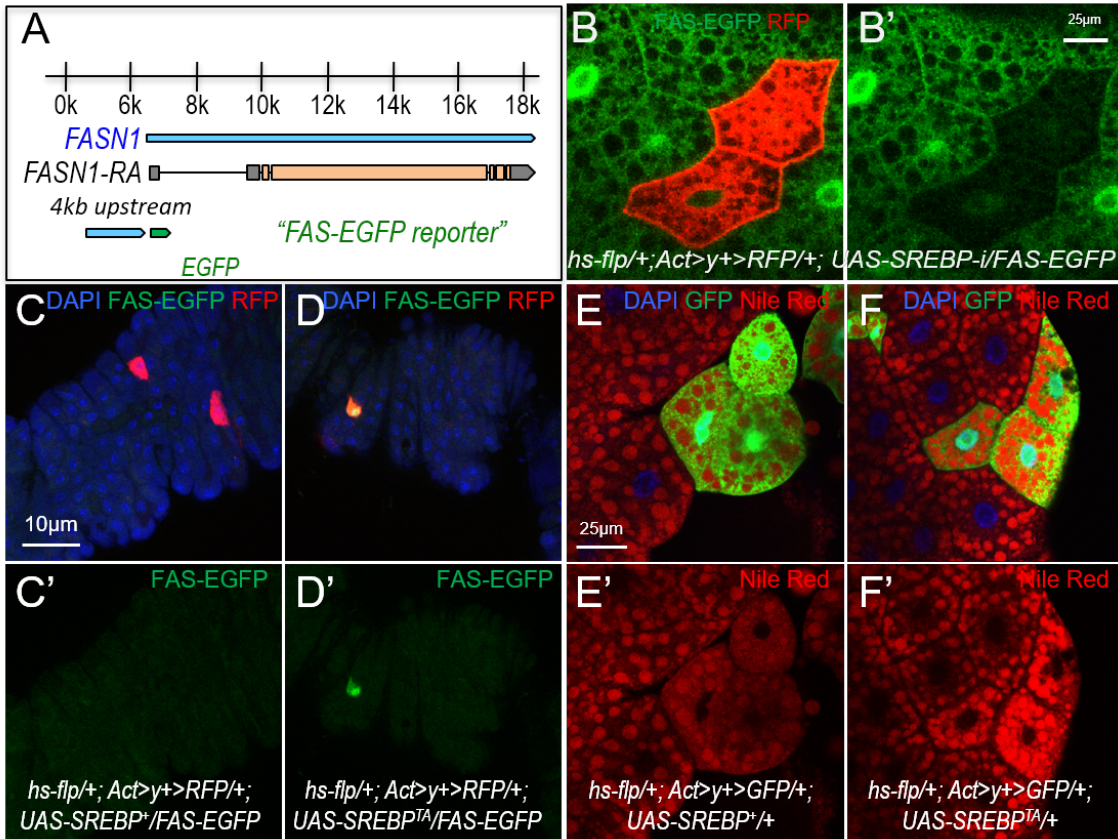 A
0k 6k 10k 12k 14k 16k 18k
FASN1
FASN1-RA
4kb upstream
“FAS-EGFP reporter”
EGFP
B FAS-EGFP RFP
B’ 25µm
hs-flp/+;Act>y+>RFP/+; UAS-SREBP-i/FAS-EGFP
C DAPI FAS-EGFP RFP
10µm
D DAPI FAS-EGFP RFP
E DAPI GFP Nile Red
25µm
F DAPI GFP Nile Red
C’ FAS-EGFP
hs-flp/+; Act>y+>RFP/+;
UAS-SREBP⁺/FAS-EGFP
D’ FAS-EGFP
hs-flp/+; Act>y+>RFP/+;
UAS-SREBPᵀᴬ/FAS-EGFP
E’ Nile Red
hs-flp/+; Act>y+>GFP/+;
UAS-SREBP⁺/+
F’ Nile Red
hs-flp/+; Act>y+>GFP/+;
UAS-SREBPᵀᴬ/+